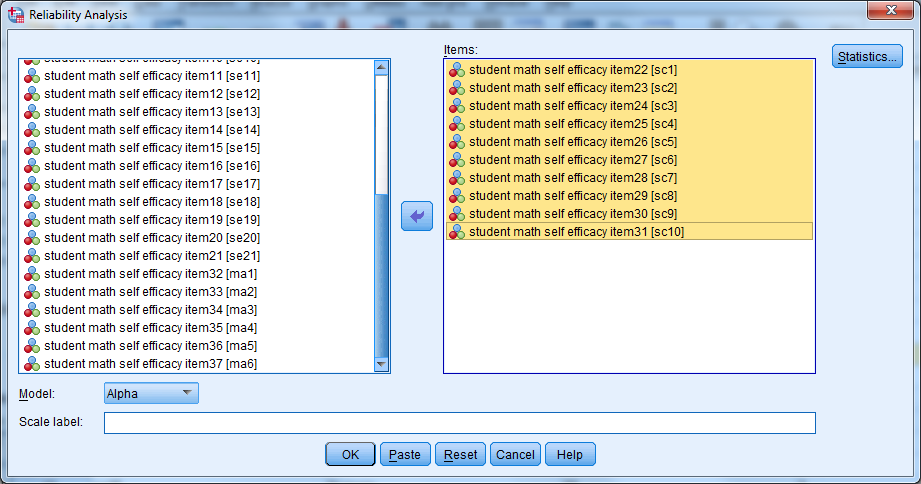 Reliability Analysis
Items:
Statistics...
student math self efficacy item11 [se11]
student math self efficacy item12 [se12]
student math self efficacy item13 [se13]
student math self efficacy item14 [se14]
student math self efficacy item15 [se15]
student math self efficacy item16 [se16]
student math self efficacy item17 [se17]
student math self efficacy item18 [se18]
student math self efficacy item19 [se19]
student math self efficacy item20 [se20]
student math self efficacy item21 [se21]
student math self efficacy item32 [ma1]
student math self efficacy item33 [ma2]
student math self efficacy item34 [ma3]
student math self efficacy item35 [ma4]
student math self efficacy item36 [ma5]
student math self efficacy item37 [ma6]
student math self efficacy item22 [sc1]
student math self efficacy item23 [sc2]
student math self efficacy item24 [sc3]
student math self efficacy item25 [sc4]
student math self efficacy item26 [sc5]
student math self efficacy item27 [sc6]
student math self efficacy item28 [sc7]
student math self efficacy item29 [sc8]
student math self efficacy item30 [sc9]
student math self efficacy item31 [sc10]
Model: Alpha
Scale label:
OK Paste Reset Cancel Help